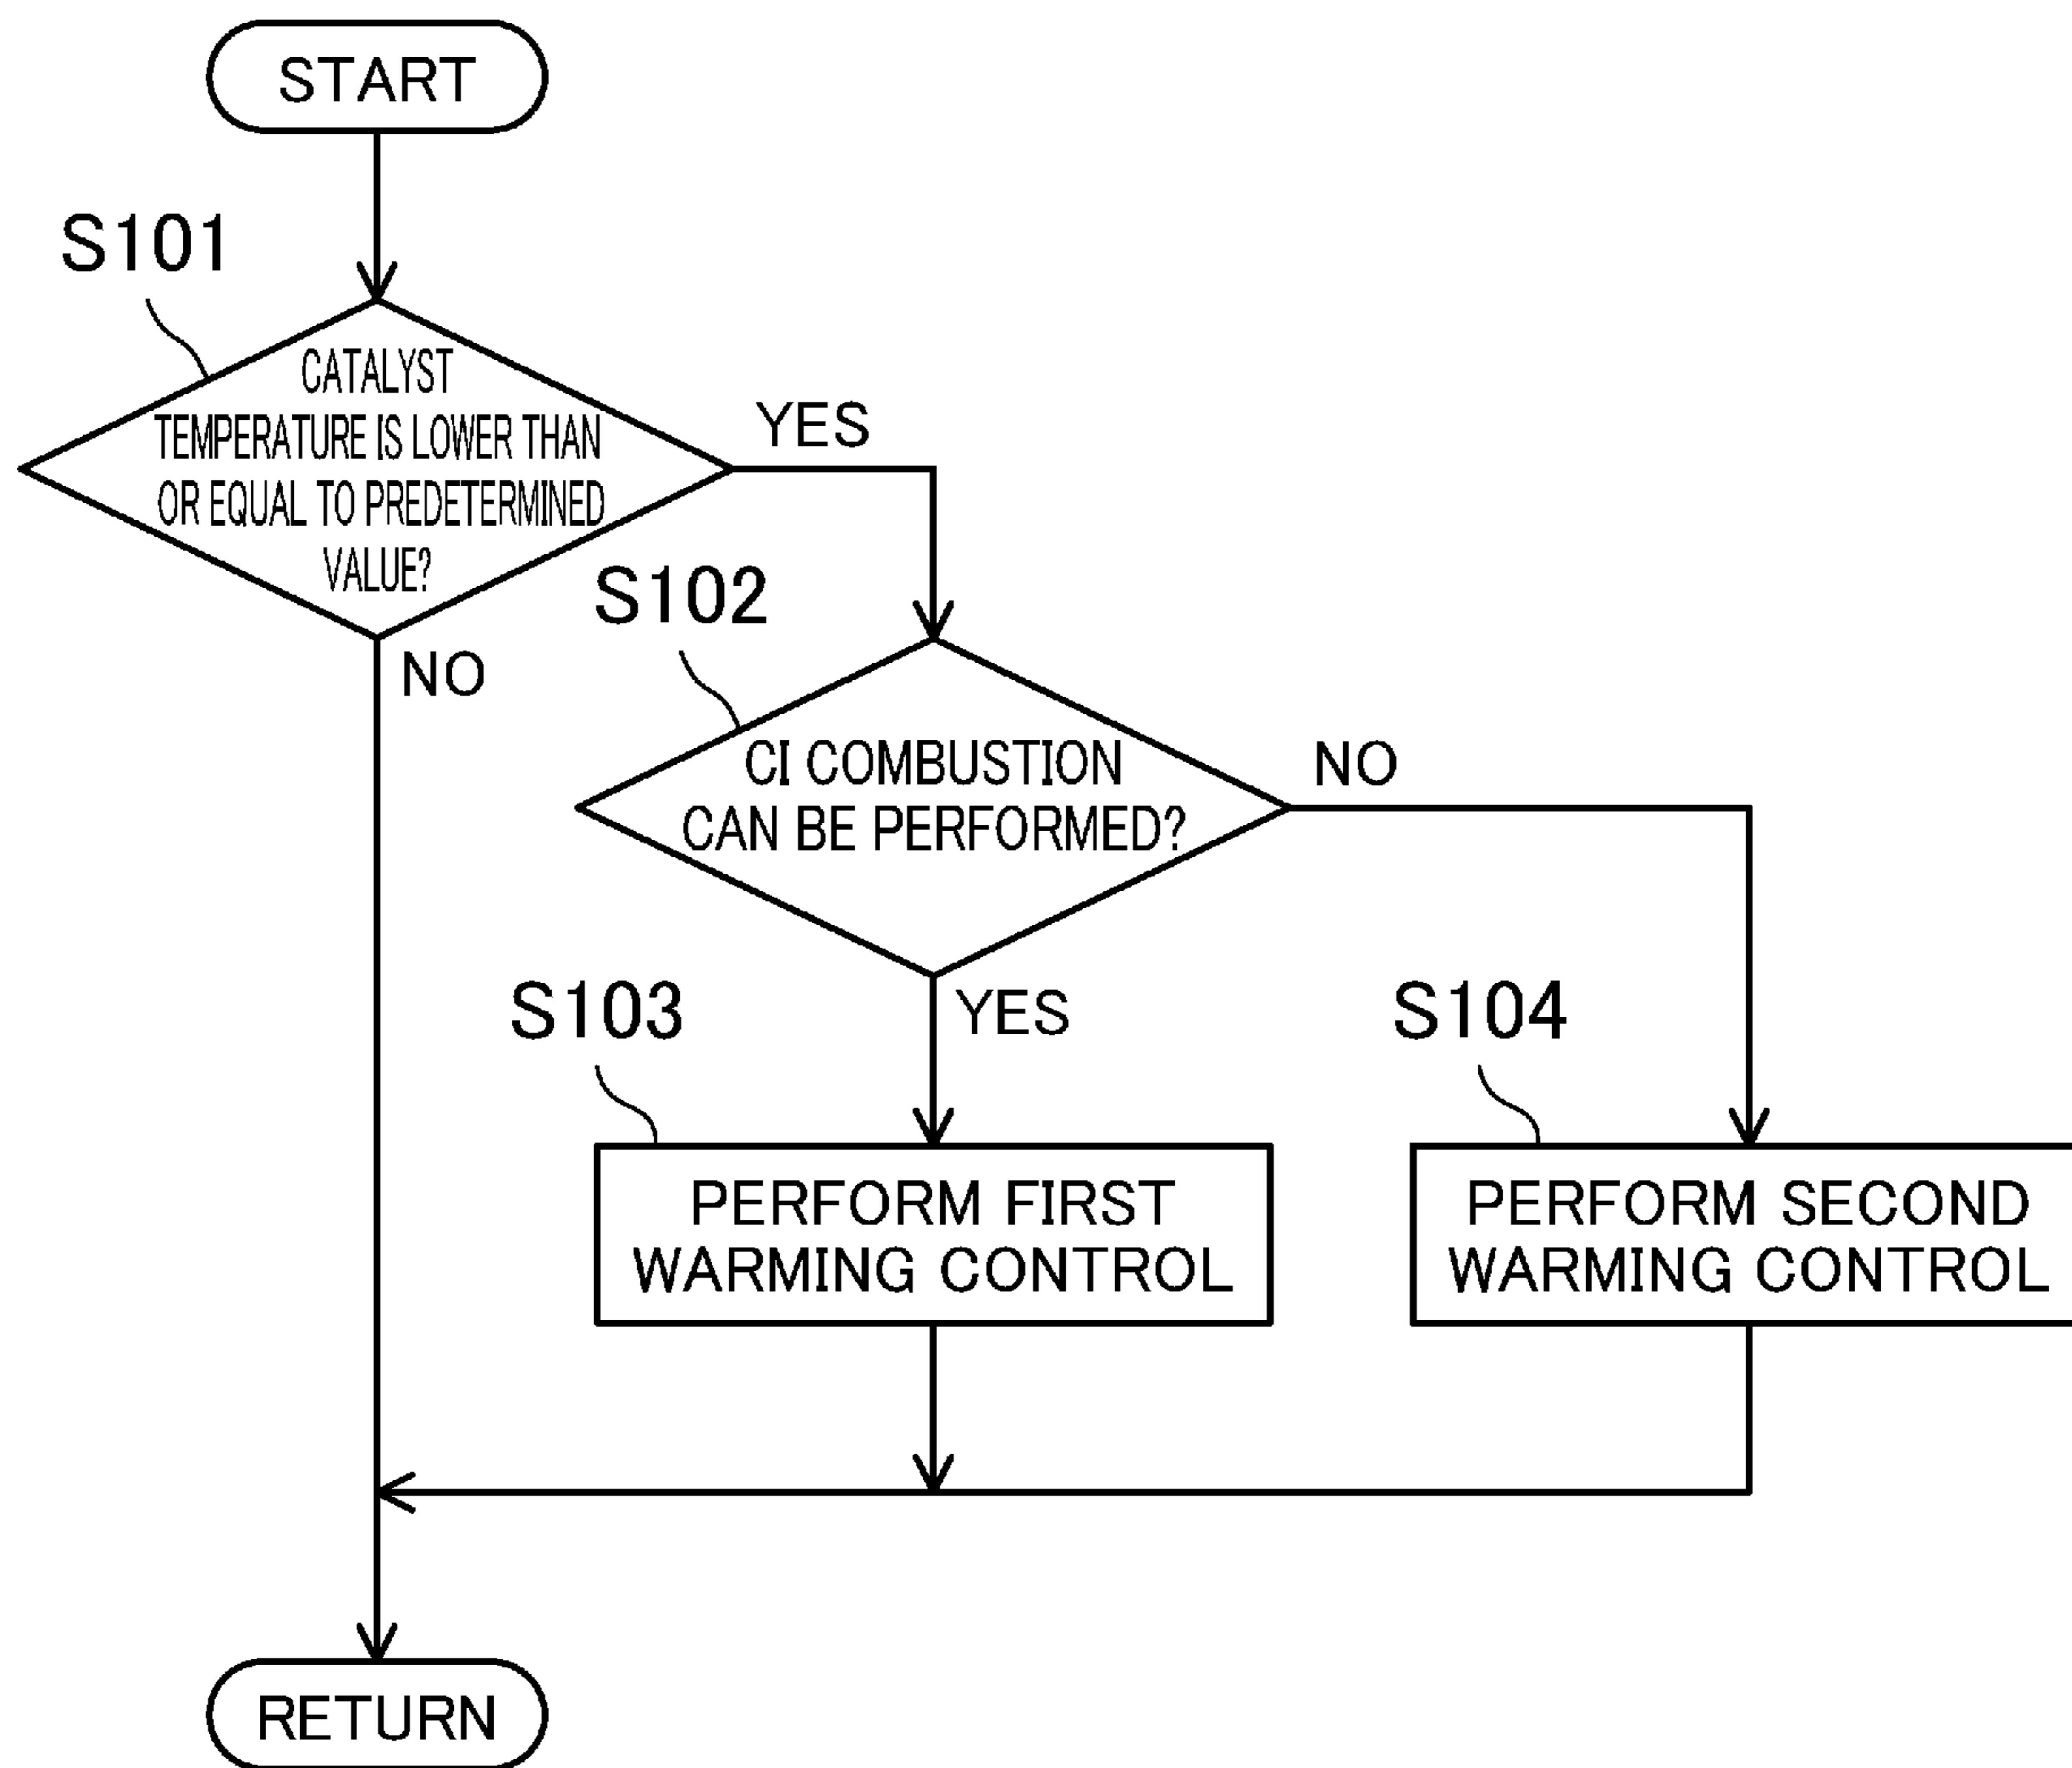 START
S101
CATALYST
TEMPERATURE IS LOWER THAN
OR EQUAL TO PREDETERMINED
VALUE?
YES
NO
S102
CI COMBUSTION
CAN BE PERFORMED?
NO
YES
S103
PERFORM FIRST
WARMING CONTROL
S104
PERFORM SECOND
WARMING CONTROL
RETURN